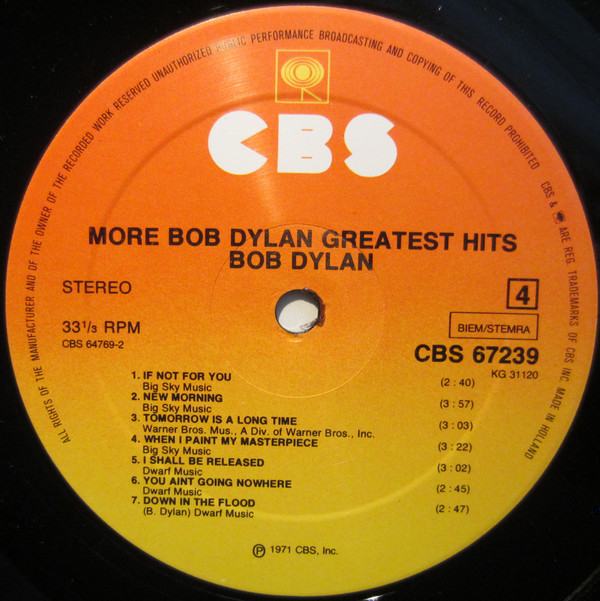 ALL RIGHTS OF THE MANUFACTURER AND OF THE OWNER OF THE RECORDED WORK RESERVED UNAUTHORIZED PUBLIC PERFORMANCE BROADCASTING AND COPYING OF THIS RECORD PROHIBITED
CBS & ARE REG. TRADEMARKS OF CBS INC. MADE IN HOLLAND
CBS
MORE BOB DYLAN GREATEST HITS
BOB DYLAN
STEREO
4
33 1/3 RPM
BIEM/STEMRA
CBS 64769-2
CBS 67239
KG 31120
1. IF NOT FOR YOU
Big Sky Music (2 : 40)
2. NEW MORNING
Big Sky Music (3 : 57)
3. TOMORROW IS A LONG TIME
Warner Bros. Mus., A Div. of Warner Bros., Inc. (3 : 03)
4. WHEN I PAINT MY MASTERPIECE
Big Sky Music (3 : 22)
5. I SHALL BE RELEASED
Dwarf Music (3 : 02)
6. YOU AINT GOING NOWHERE
Dwarf Music (2 : 45)
7. DOWN IN THE FLOOD
(B. Dylan) Dwarf Music (2 : 47)
℗ 1971 CBS, Inc.